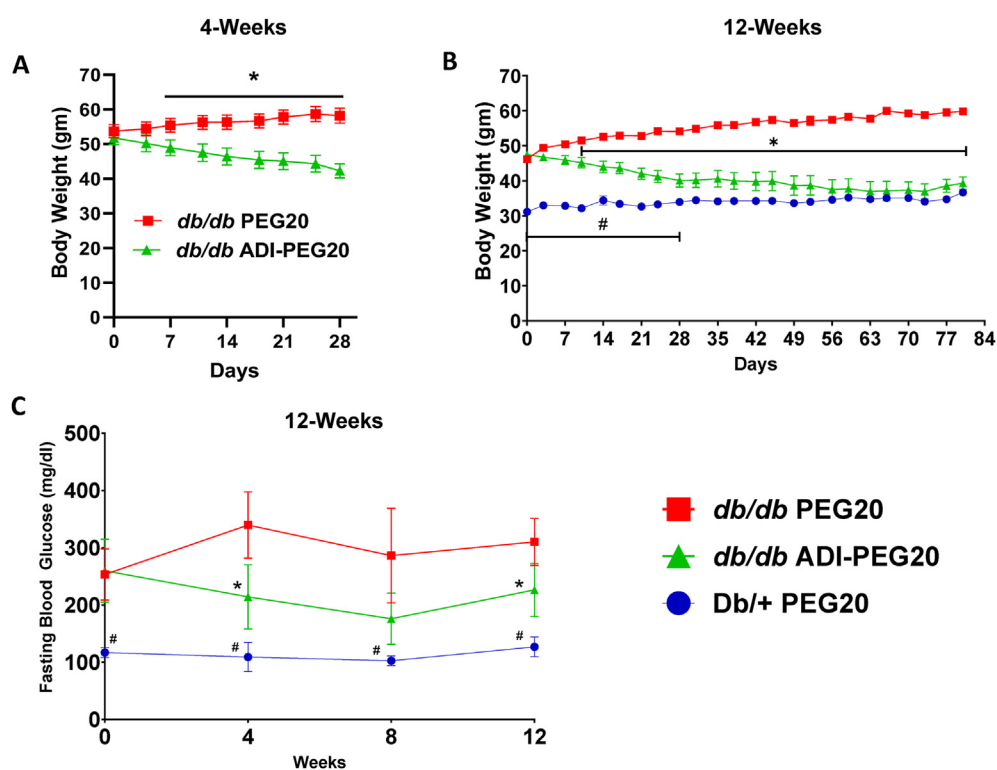 4-Weeks
A
*
70
60
50
40
30
20
10
0
Body Weight (gm)
db/db PEG20
db/db ADI-PEG20
0 7 14 21 28
Days
12-Weeks
B
70
60
50
40
30
20
10
0
Body Weight (gm)
*
#
0 7 14 21 28 35 42 49 56 63 70 77 84
Days
C
12-Weeks
500
400
300
200
100
0
Fasting Blood Glucose (mg/dl)
* *
# # # #
0 4 8 12
Weeks
db/db PEG20
db/db ADI-PEG20
Db/+ PEG20